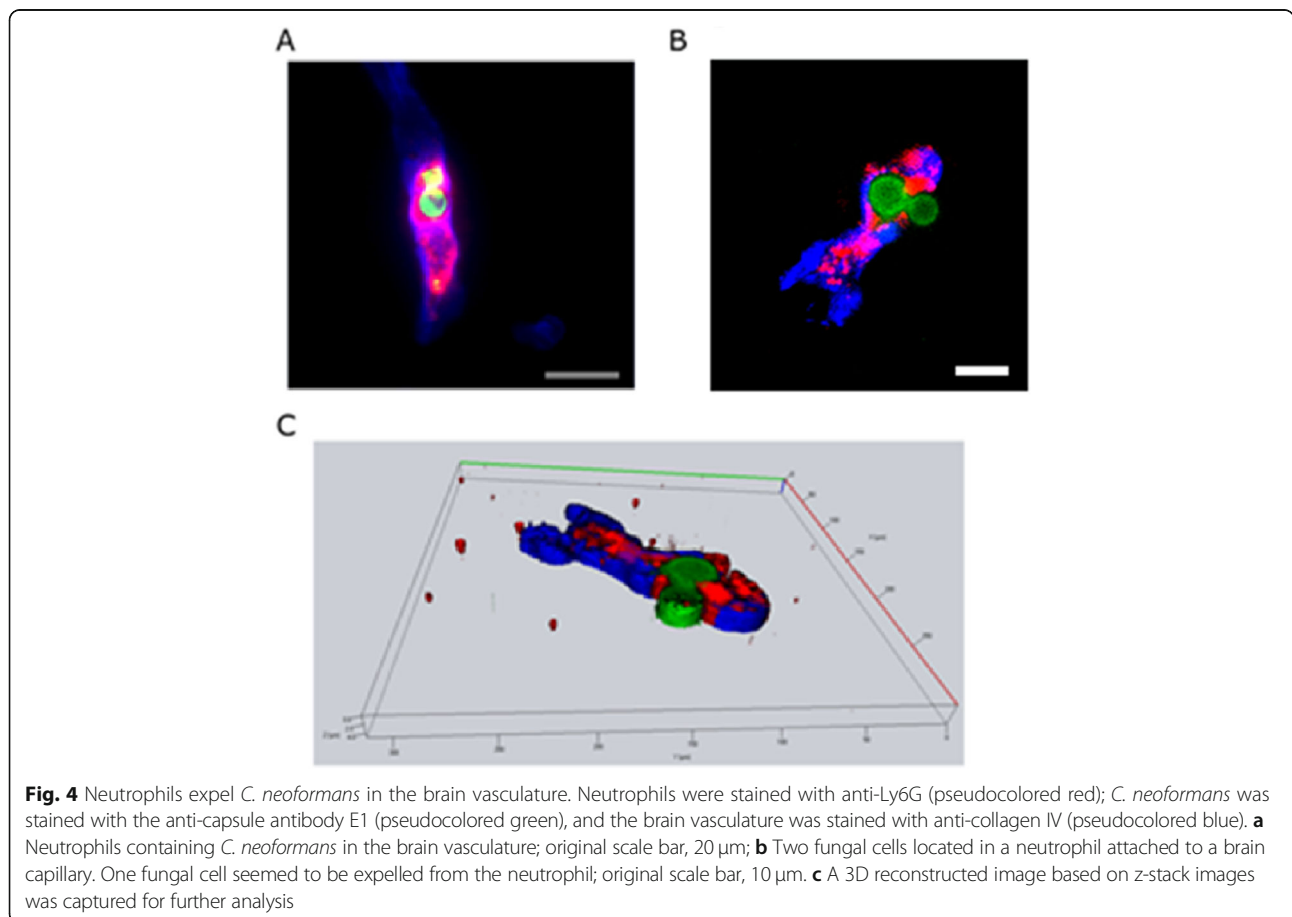 A
B
C
Fig. 4 Neutrophils expel C. neoformans in the brain vasculature. Neutrophils were stained with anti-Ly6G (pseudocolored red); C. neoformans was
stained with the anti-capsule antibody E1 (pseudocolored green), and the brain vasculature was stained with anti-collagen IV (pseudocolored blue). a
Neutrophils containing C. neoformans in the brain vasculature; original scale bar, 20 μm; b Two fungal cells located in a neutrophil attached to a brain
capillary. One fungal cell seemed to be expelled from the neutrophil; original scale bar, 10 μm. c A 3D reconstructed image based on z-stack images
was captured for further analysis